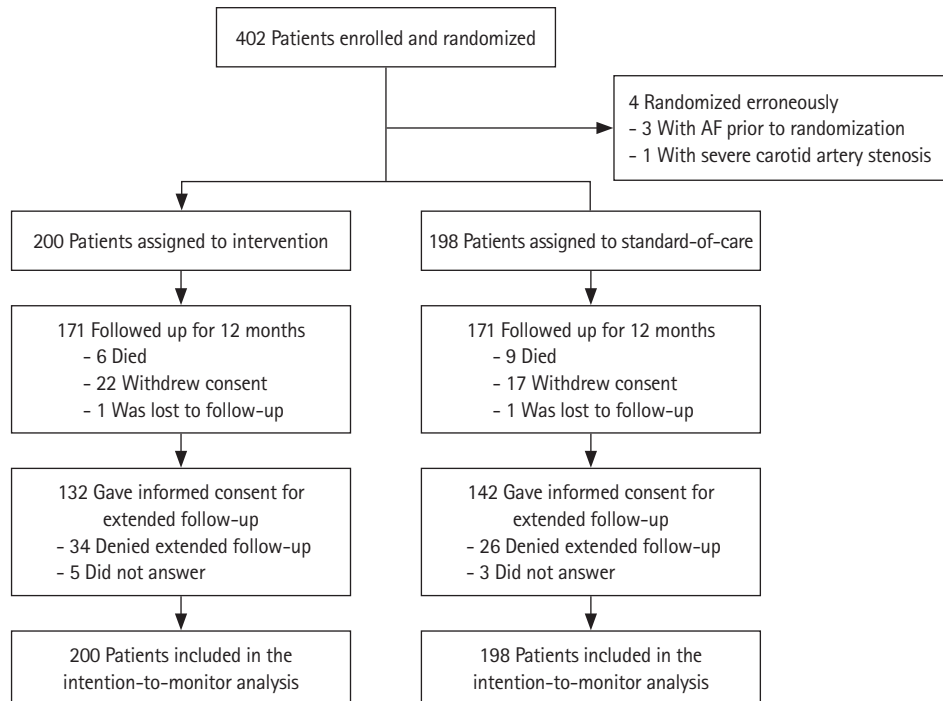 402 Patients enrolled and randomized
4 Randomized erroneously
- 3 With AF prior to randomization
- 1 With severe carotid artery stenosis
200 Patients assigned to intervention
198 Patients assigned to standard-of-care
171 Followed up for 12 months
- 6 Died
- 22 Withdrew consent
- 1 Was lost to follow-up
171 Followed up for 12 months
- 9 Died
- 17 Withdrew consent
- 1 Was lost to follow-up
132 Gave informed consent for
extended follow-up
- 34 Denied extended follow-up
- 5 Did not answer
142 Gave informed consent for
extended follow-up
- 26 Denied extended follow-up
- 3 Did not answer
200 Patients included in the
intention-to-monitor analysis
198 Patients included in the
intention-to-monitor analysis